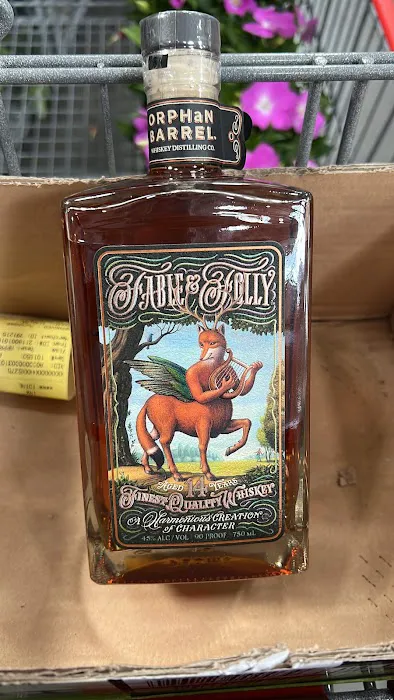 ORPHaN
BARREL
WHISKEY DISTILLING CO.
FABLE & FOLLY
AGED 14 YEARS
FINEST QUALITY WHISKEY
A Harmonious CREATION
of CHARACTER
45% ALC / VOL 90 PROOF 750 ML